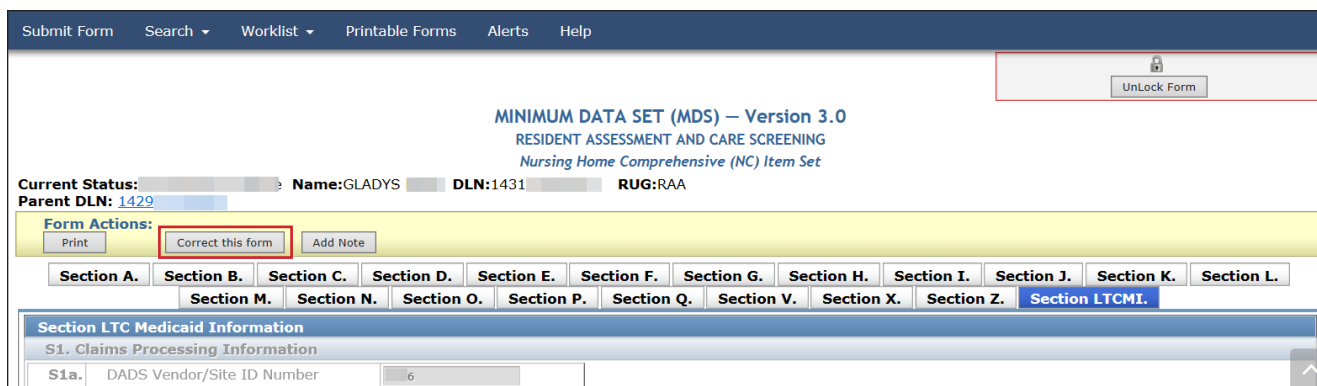 Submit Form Search Worklist Printable Forms Alerts Help
UnLock Form
MINIMUM DATA SET (MDS) — Version 3.0
RESIDENT ASSESSMENT AND CARE SCREENING
Nursing Home Comprehensive (NC) Item Set
Current Status: Name:GLADYS DLN:1431 RUG:RAA
Parent DLN: 1429
Form Actions:
Print Correct this form Add Note
Section A. Section B. Section C. Section D. Section E. Section F. Section G. Section H. Section I. Section J. Section K. Section L.
Section M. Section N. Section O. Section P. Section Q. Section V. Section X. Section Z. Section LTCMI.
Section LTC Medicaid Information
S1. Claims Processing Information
S1a. DADS Vendor/Site ID Number 6